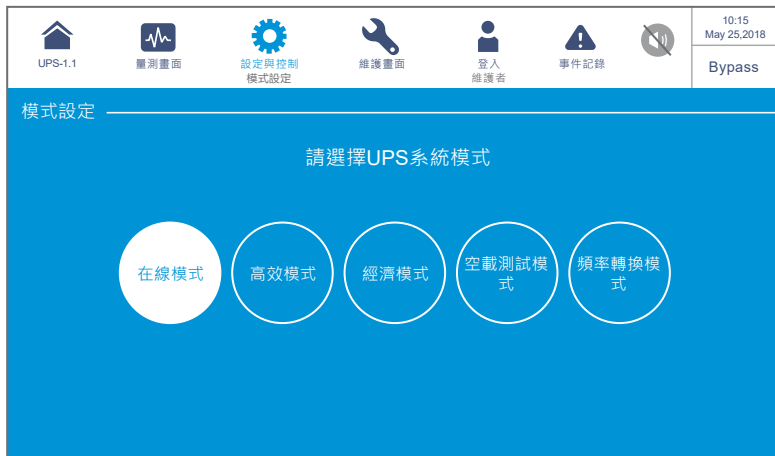 UPS-1.1
量測畫面
設定與控制
模式設定
維護畫面
登入
維護者
事件記錄
10:15
May 25,2018
Bypass
模式設定
請選擇UPS系統模式
在線模式
高效模式
經濟模式
空載測試模
式
頻率轉換模
式